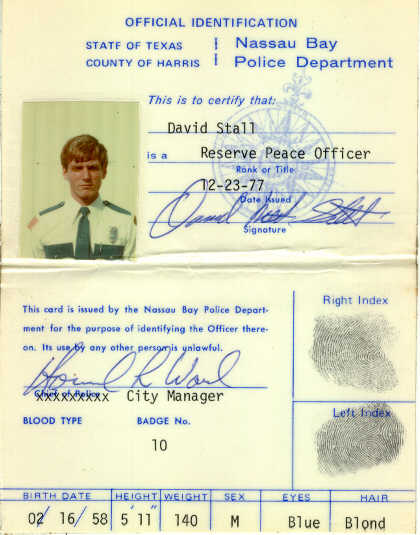 OFFICIAL IDENTIFICATION
STATE OF TEXAS
COUNTY OF HARRIS
Nassau Bay
Police Department
This is to certify that:
David Stall
is a Reserve Peace Officer
Rank or Title
12-23-77
Date Issued
Signature
This card is issued by the Nassau Bay Police Depart-
ment for the purpose of identifying the Officer there-
on. Its use by any other person is unlawful.
xxxxxxxxx City Manager
BLOOD TYPE BADGE No.
10
Right Index
Left Index
BIRTH DATE HEIGHT WEIGHT SEX EYES HAIR
02/ 16/ 58 5'11" 140 M Blue Blond